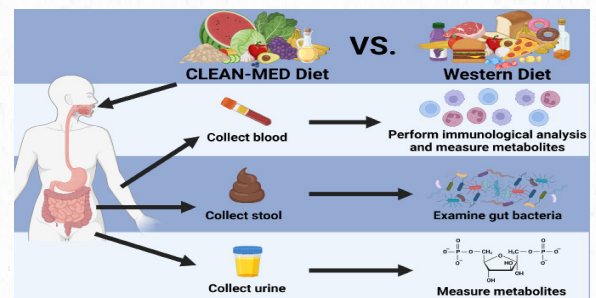 VS.
CLEAN-MED Diet
Western Diet
Collect blood
Perform immunological analysis
and measure metabolites
Collect stool
Examine gut bacteria
Collect urine
Measure metabolites